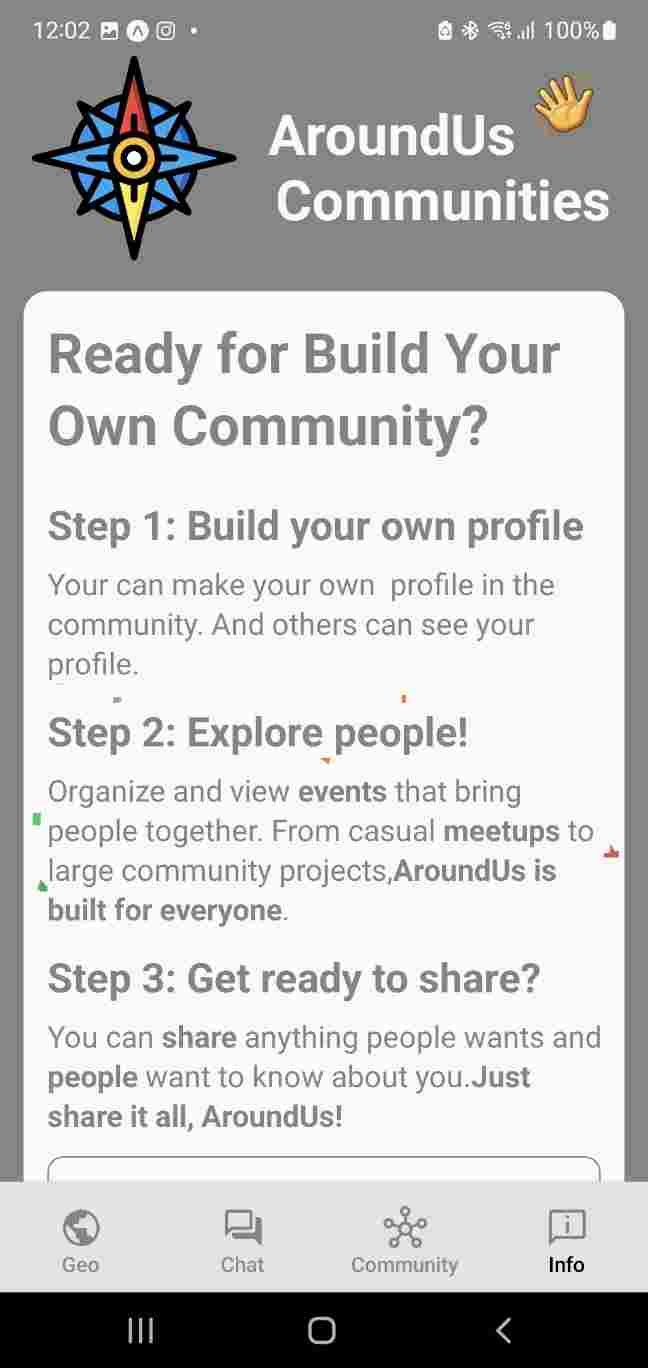 12:02
100%
AroundUs
Communities
Ready for Build Your
Own Community?
Step 1: Build your own profile
Your can make your own  profile in the
community. And others can see your
profile.
Step 2: Explore people!
Organize and view events that bring
people together. From casual meetups to
large community projects,AroundUs is
built for everyone.
Step 3: Get ready to share?
You can share anything people wants and
people want to know about you.Just
share it all, AroundUs!
Geo
Chat
Community
Info